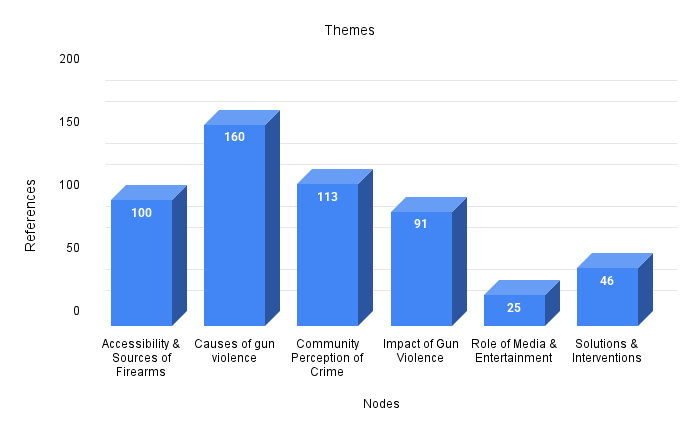 Themes
200
150
100
50
0
References
100
160
113
91
25
46
Accessibility &
Sources of
Firearms
Causes of gun
violence
Community
Perception of
Crime
Impact of Gun
Violence
Role of Media &
Entertainment
Solutions &
Interventions
Nodes